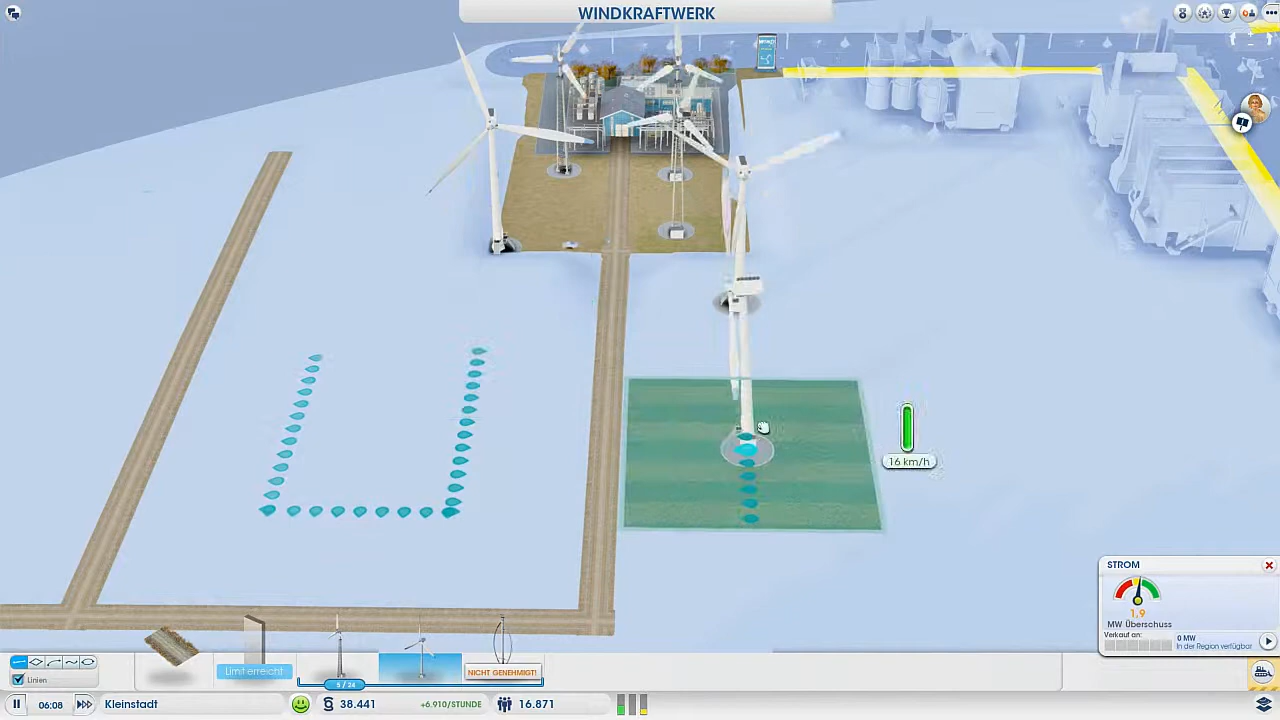 WINDKRAFTWERK
16 km/h
STROM
1,9
MW Überschuss
Verkauf an:
0 MW
In der Region verfügbar
Limit erreicht
NICHT GENEHMIGT!
Linien
5 / 24
06:08
Kleinstadt
38.441
+6.910/STUNDE
16.871